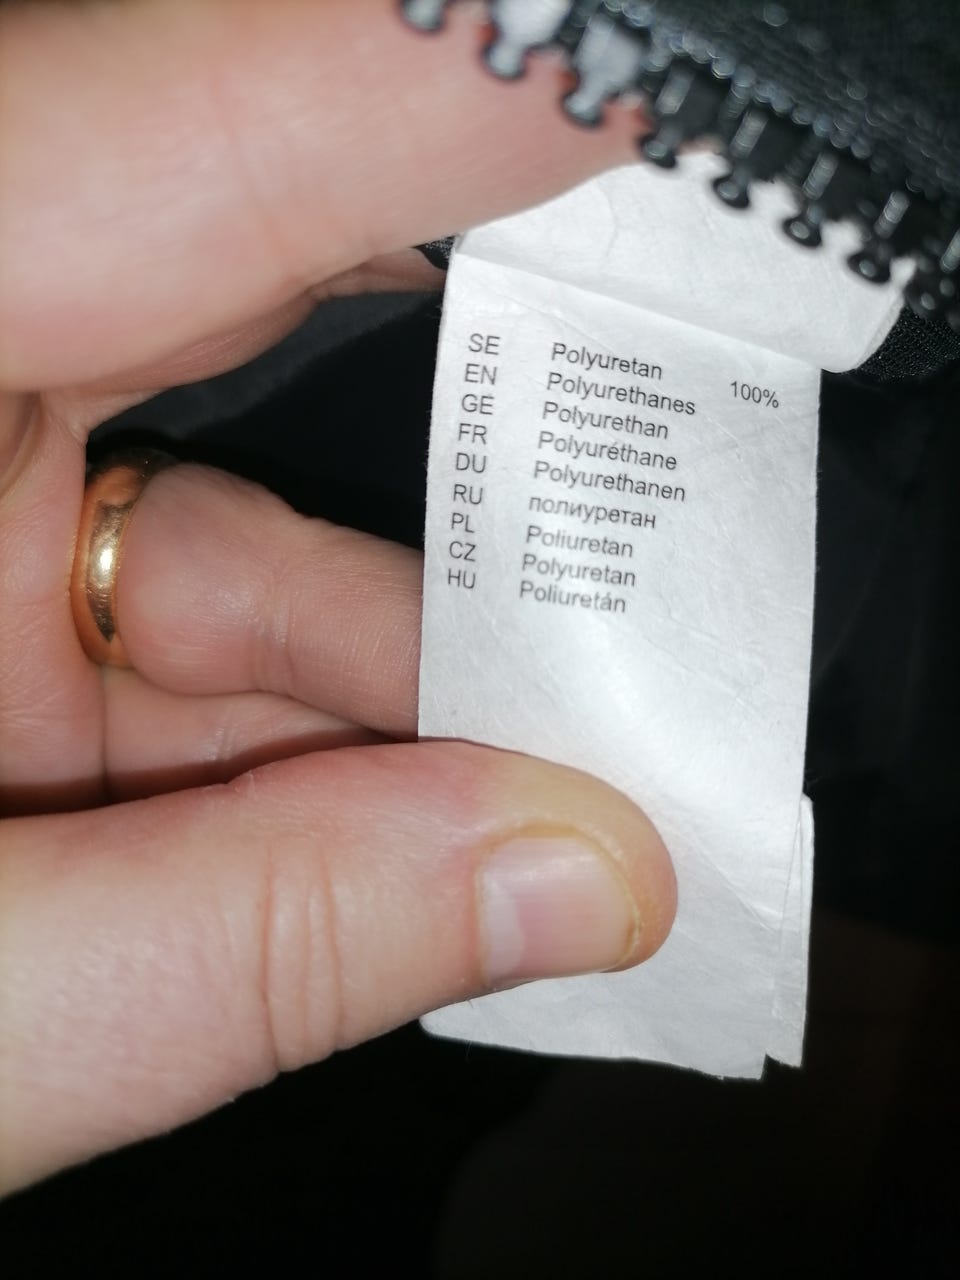 SE Polyuretan 100%
EN Polyurethanes
GE Polyurethan
FR Polyuréthane
DU Polyurethanen
RU полиуретан
PL Poliuretan
CZ Polyuretan
HU Poliuretán